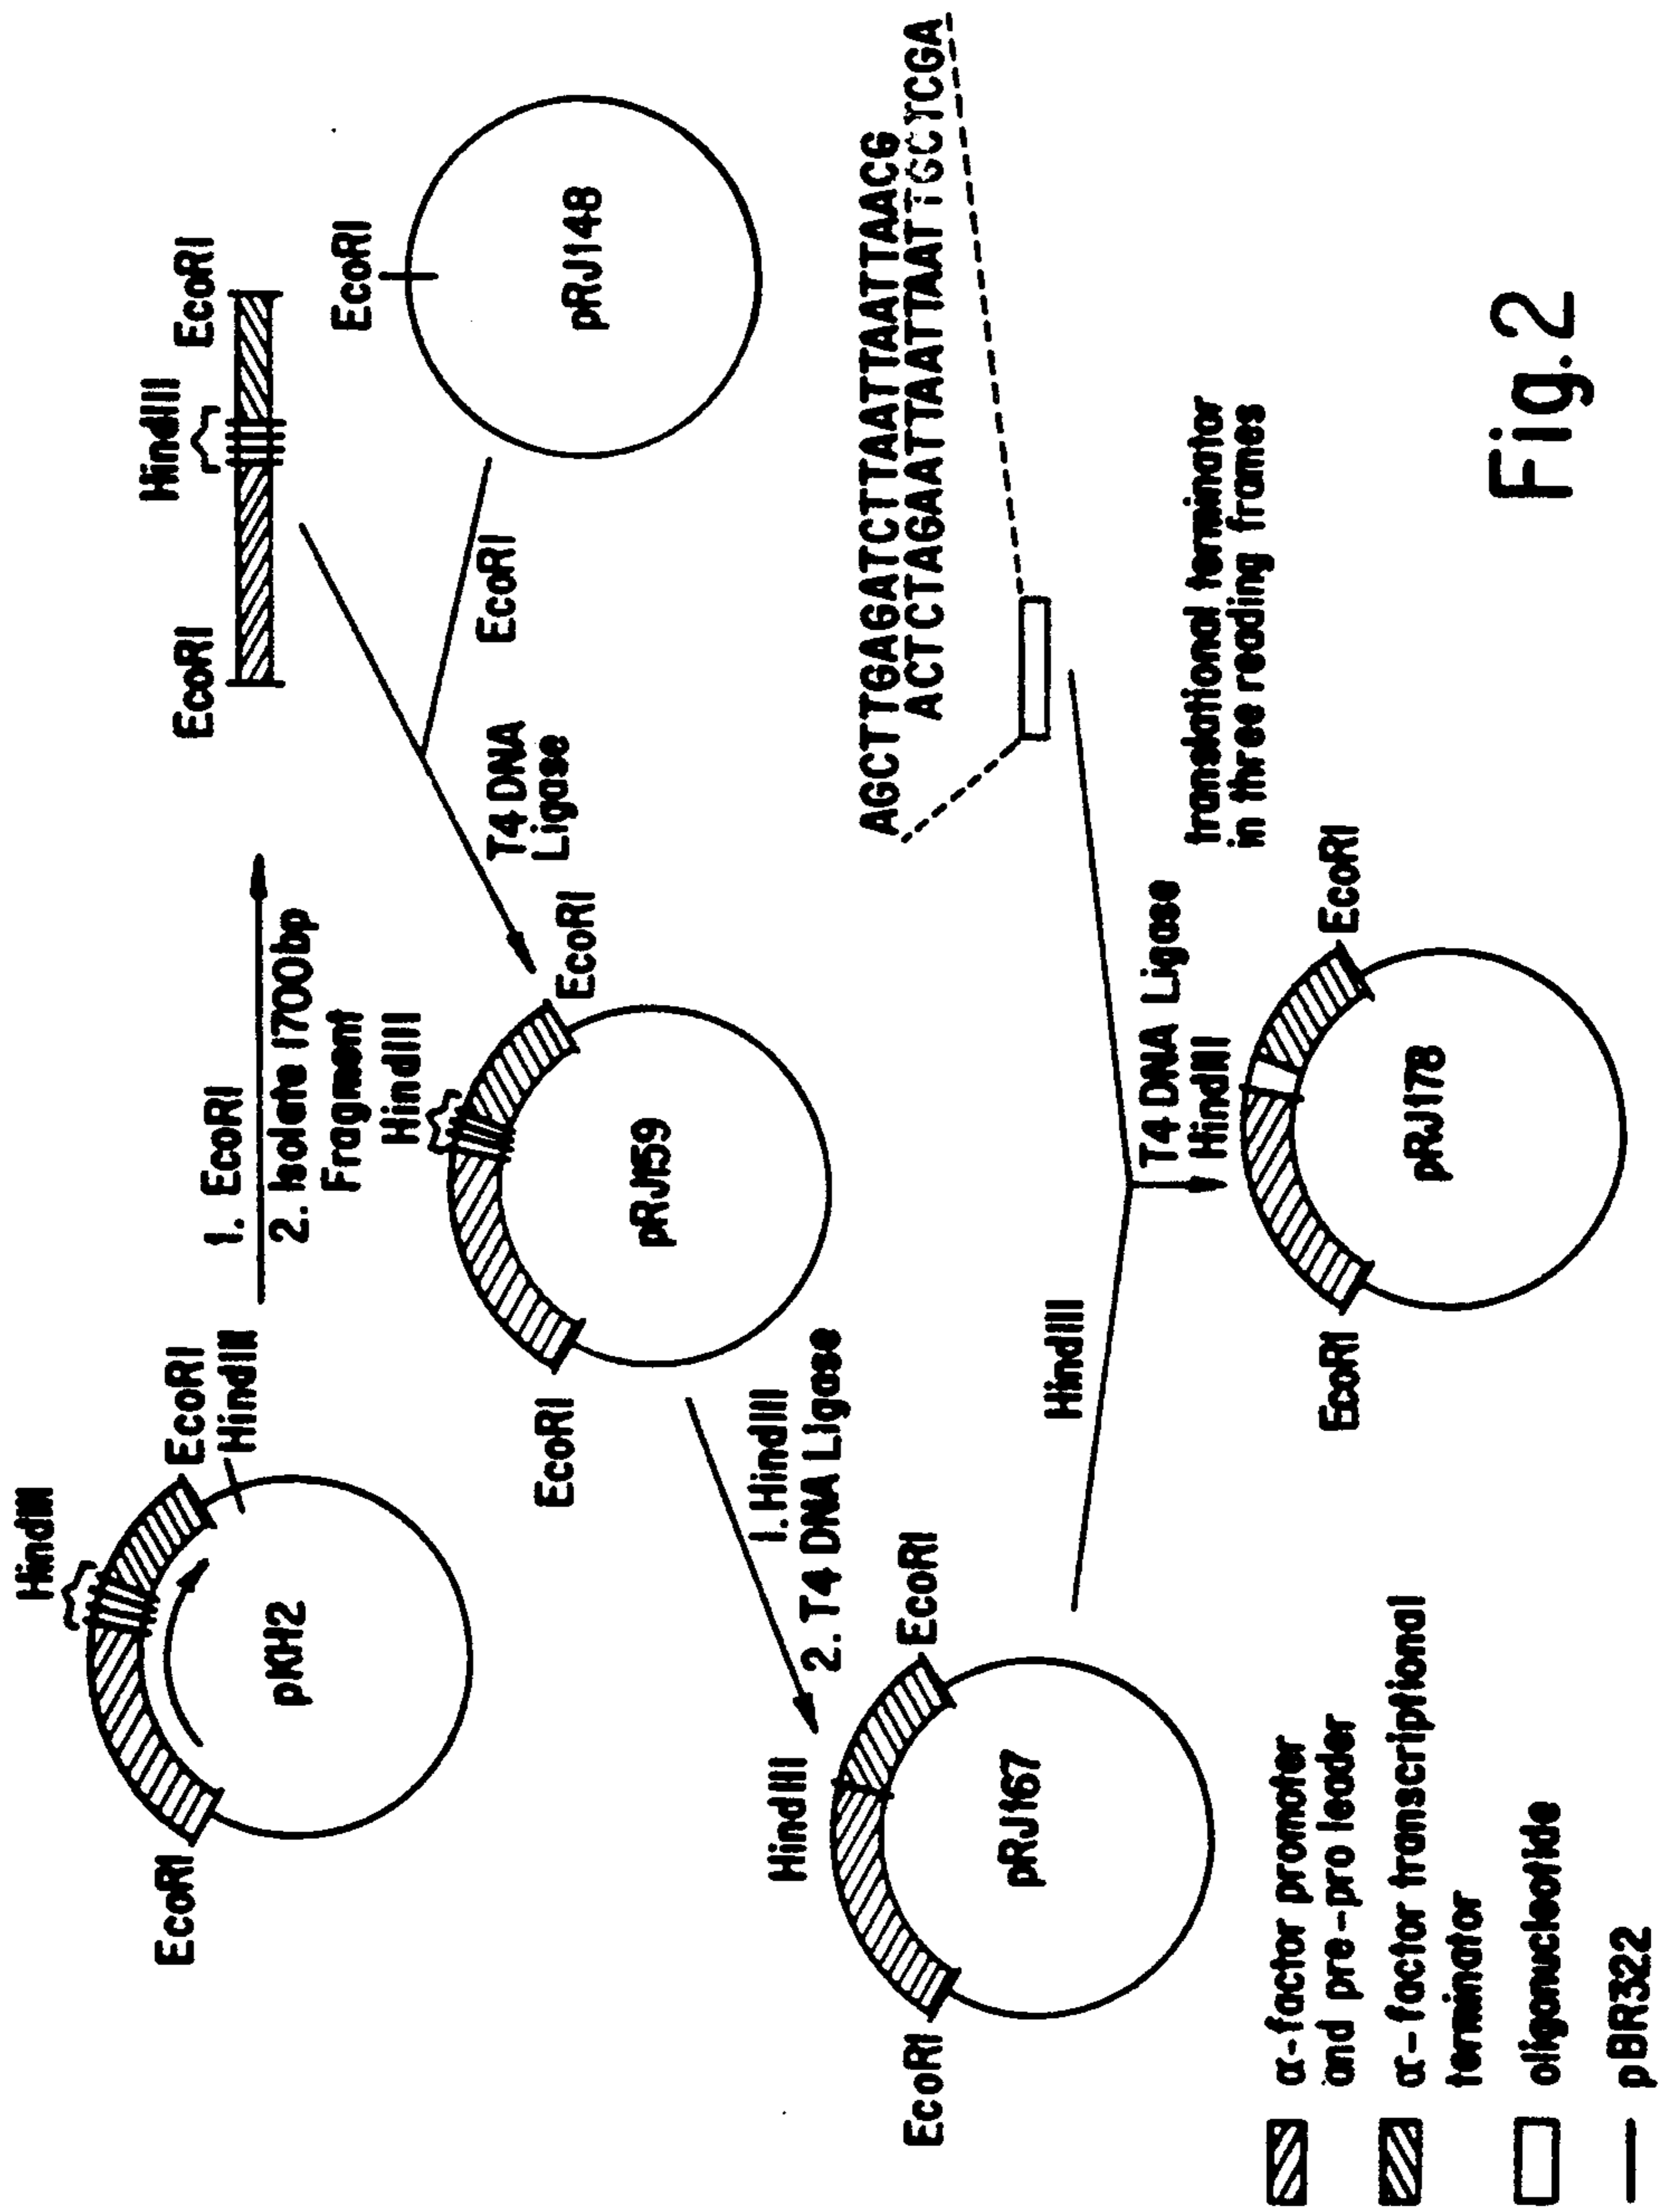 HindIII
EcoRI
EcoRI
HindIII
pKH2
1. EcoRI
2. Isolate 1700bp
Fragment
HindIII
EcoRI
EcoRI
EcoRI
pRJ148
EcoRI
T4 DNA
Ligase
HindIII
EcoRI
EcoRI
pRJ159
1. HindIII
2. T4 DNA Ligase
HindIII
EcoRI
EcoRI
pRJ167
HindIII
AGCTTGAGATCTTAATTAATTAACG
ACTCTAGAATTAATTAATTGCTCGA
T4 DNA Ligase
HindIII
translational terminator
in three reading frames
EcoRI
EcoRI
pRJ178
α-factor promoter
and pre-pro leader
α-factor transcriptional
terminator
oligonucleotide
pBR322
Fig.2